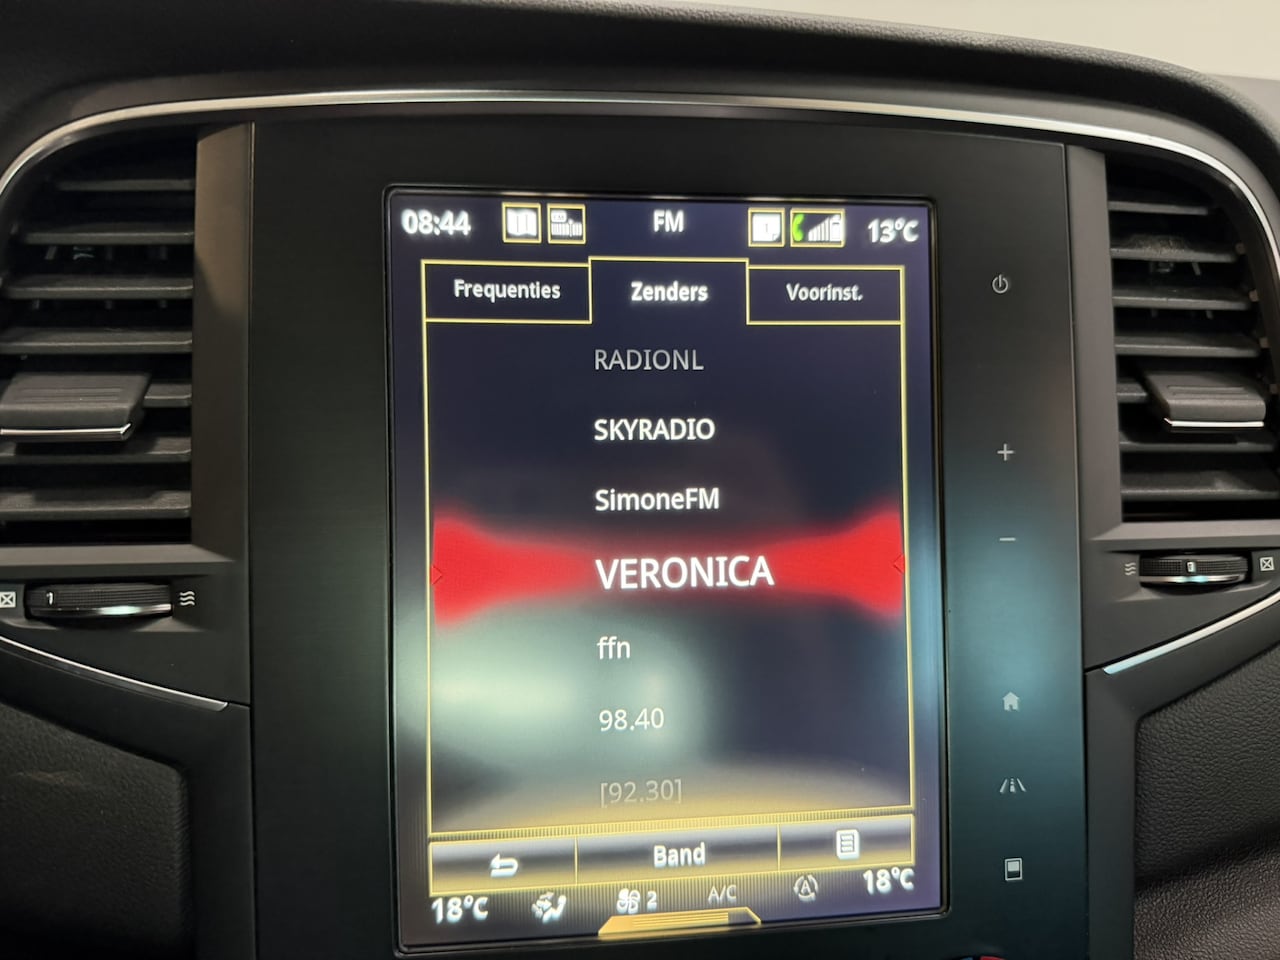 08:44 FM 13°C
Frequenties Zenders Voorinst.
RADIONL
SKYRADIO
SimoneFM
VERONICA
ffn
98.40
[92.30]
Band
18°C 2 A/C A 18°C